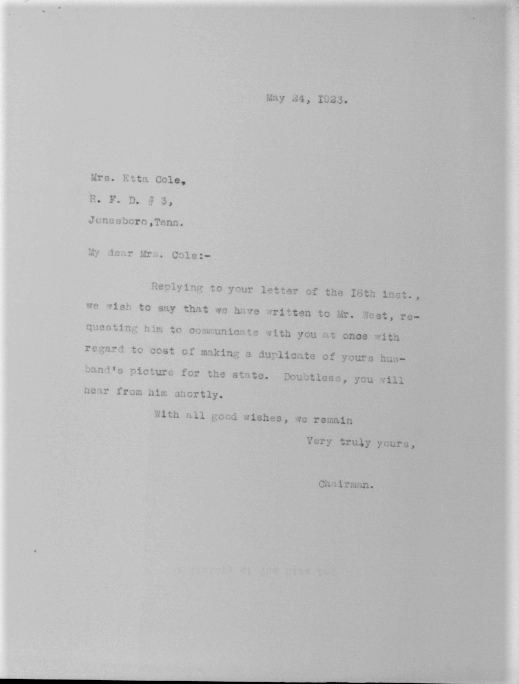 May 24, I923.
Mrs. Etta Cole,
R. F. D. # 3,
Jonesboro,Tenn.
My dear Mrs. Cole:-
Replying to your letter of the I6th inst.,
we wish to say that we have written to Mr. West, re-
questing him to communicate with you at once with
regard to cost of making a duplicate of yours hus-
band's picture for the state. Doubtless, you will
hear from him shortly.
With all good wishes, we remain
Very truly yours,
Chairman.